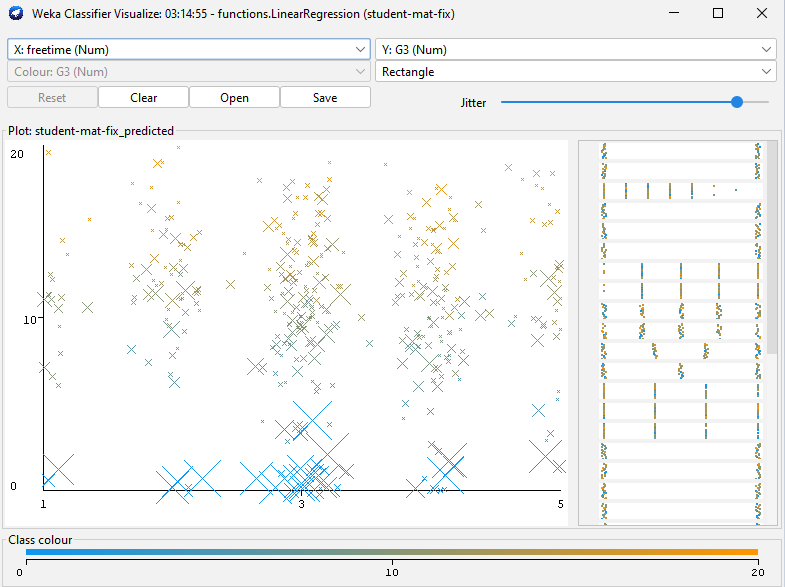 Weka Classifier Visualize: 03:14:55 - functions.LinearRegression (student-mat-fix)
X: freetime (Num) Y: G3 (Num)
Colour: G3 (Num) Rectangle
Reset Clear Open Save Jitter
Plot: student-mat-fix_predicted
20
10
0
1 3 5
Class colour
0 10 20